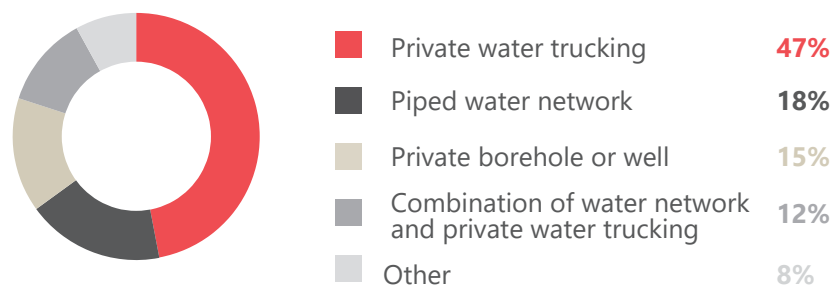 Private water trucking 47%
Piped water network 18%
Private borehole or well 15%
Combination of water network
and private water trucking 12%
Other 8%